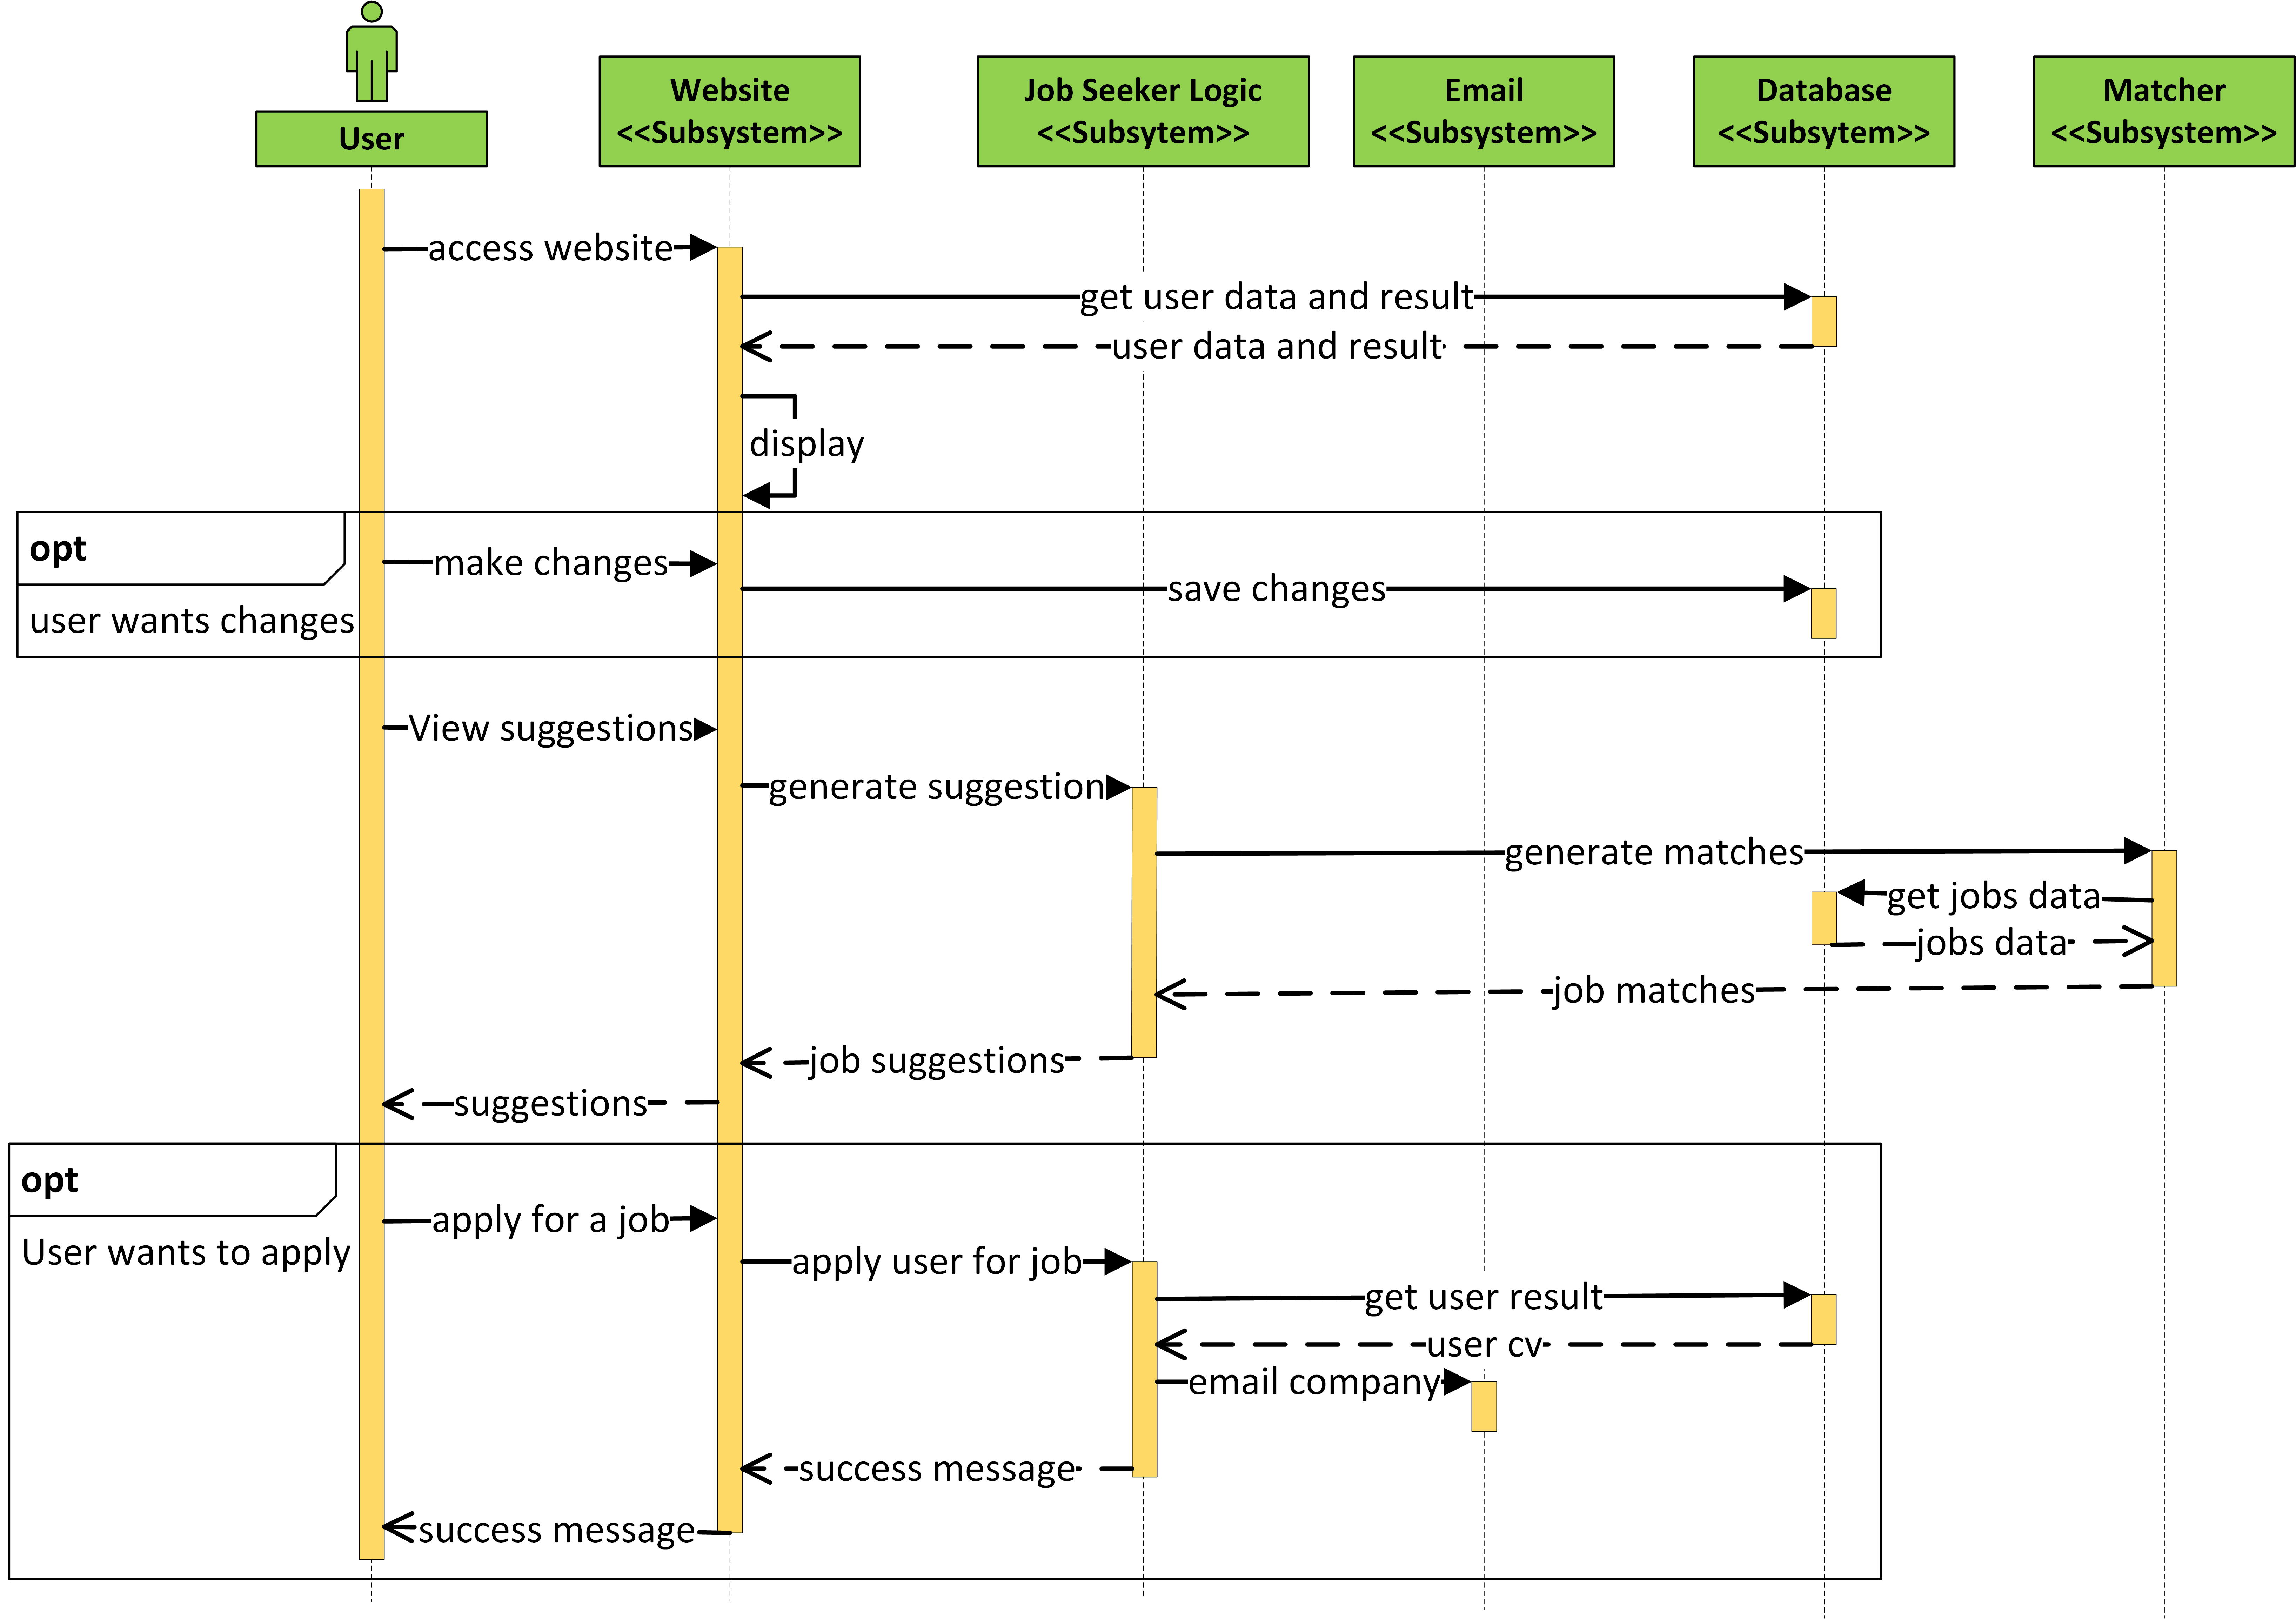 User
Website
<<Subsystem>>
Job Seeker Logic
<<Subsytem>>
Email
<<Subsystem>>
Database
<<Subsytem>>
Matcher
<<Subsystem>>
access website
get user data and result
user data and result
display
opt
make changes
save changes
user wants changes
View suggestions
generate suggestion
generate matches
get jobs data
jobs data
job matches
job suggestions
suggestions
opt
apply for a job
User wants to apply
apply user for job
get user result
user cv
email company
success message
success message